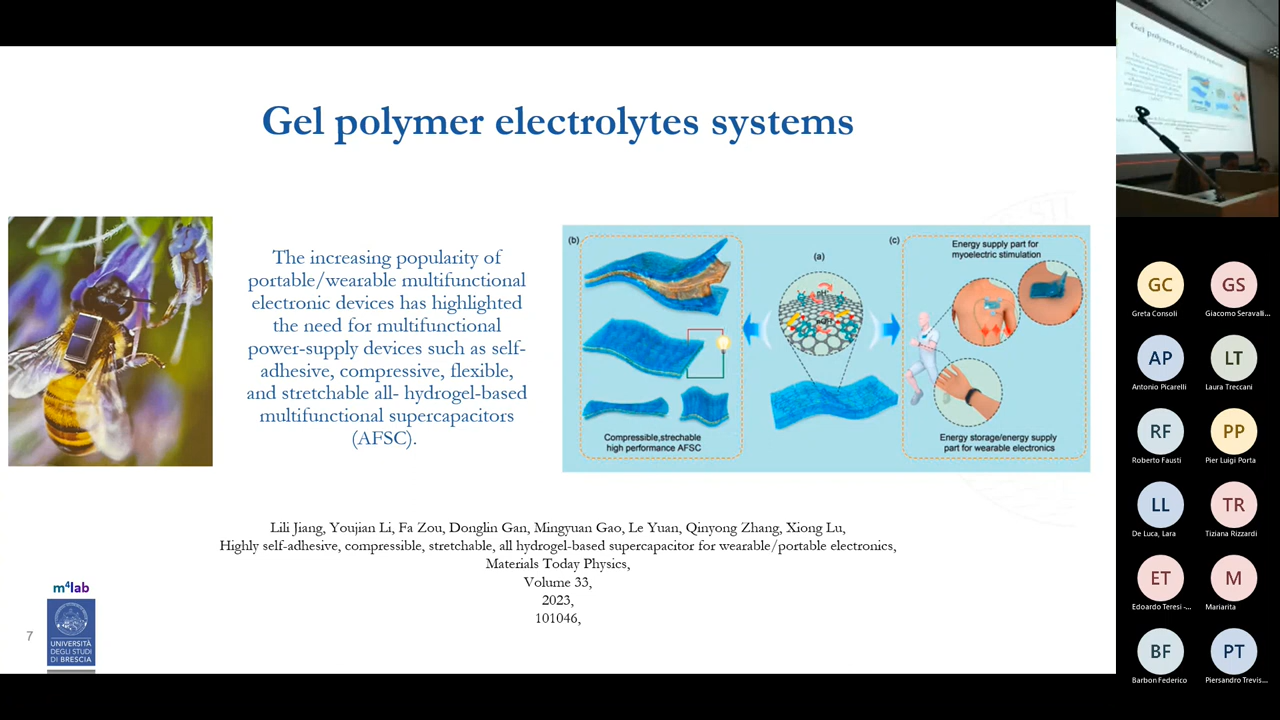 Gel polymer electrolytes systems
The increasing popularity of
portable/wearable multifunctional
electronic devices has highlighted
the need for multifunctional
power-supply devices such as self-
adhesive, compressive, flexible,
and stretchable all- hydrogel-based
multifunctional supercapacitors
(AFSC).
(b)
Compressible,strechable
high performance AFSC
(a)
(c)
Energy supply part for
myoelectric stimulation
Energy storage/energy supply
part for wearable electronics
Lili Jiang, Youjian Li, Fa Zou, Donglin Gan, Mingyuan Gao, Le Yuan, Qinyong Zhang, Xiong Lu,
Highly self-adhesive, compressible, stretchable, all hydrogel-based supercapacitor for wearable/portable electronics,
Materials Today Physics,
Volume 33,
2023,
101046,
7
m⁴lab
UNIVERSITÀ
DEGLI STUDI
DI BRESCIA
Gel polymer electrolytes systems
GC
Greta Consoli
GS
Giacomo Seravalli...
AP
Antonio Picarelli
LT
Laura Treccani
RF
Roberto Fausti
PP
Pier Luigi Porta
LL
De Luca, Lara
TR
Tiziana Rizzardi
ET
Edoardo Teresi -...
M
Mariarita
BF
Barbon Federico
PT
Piersandro Trevis...